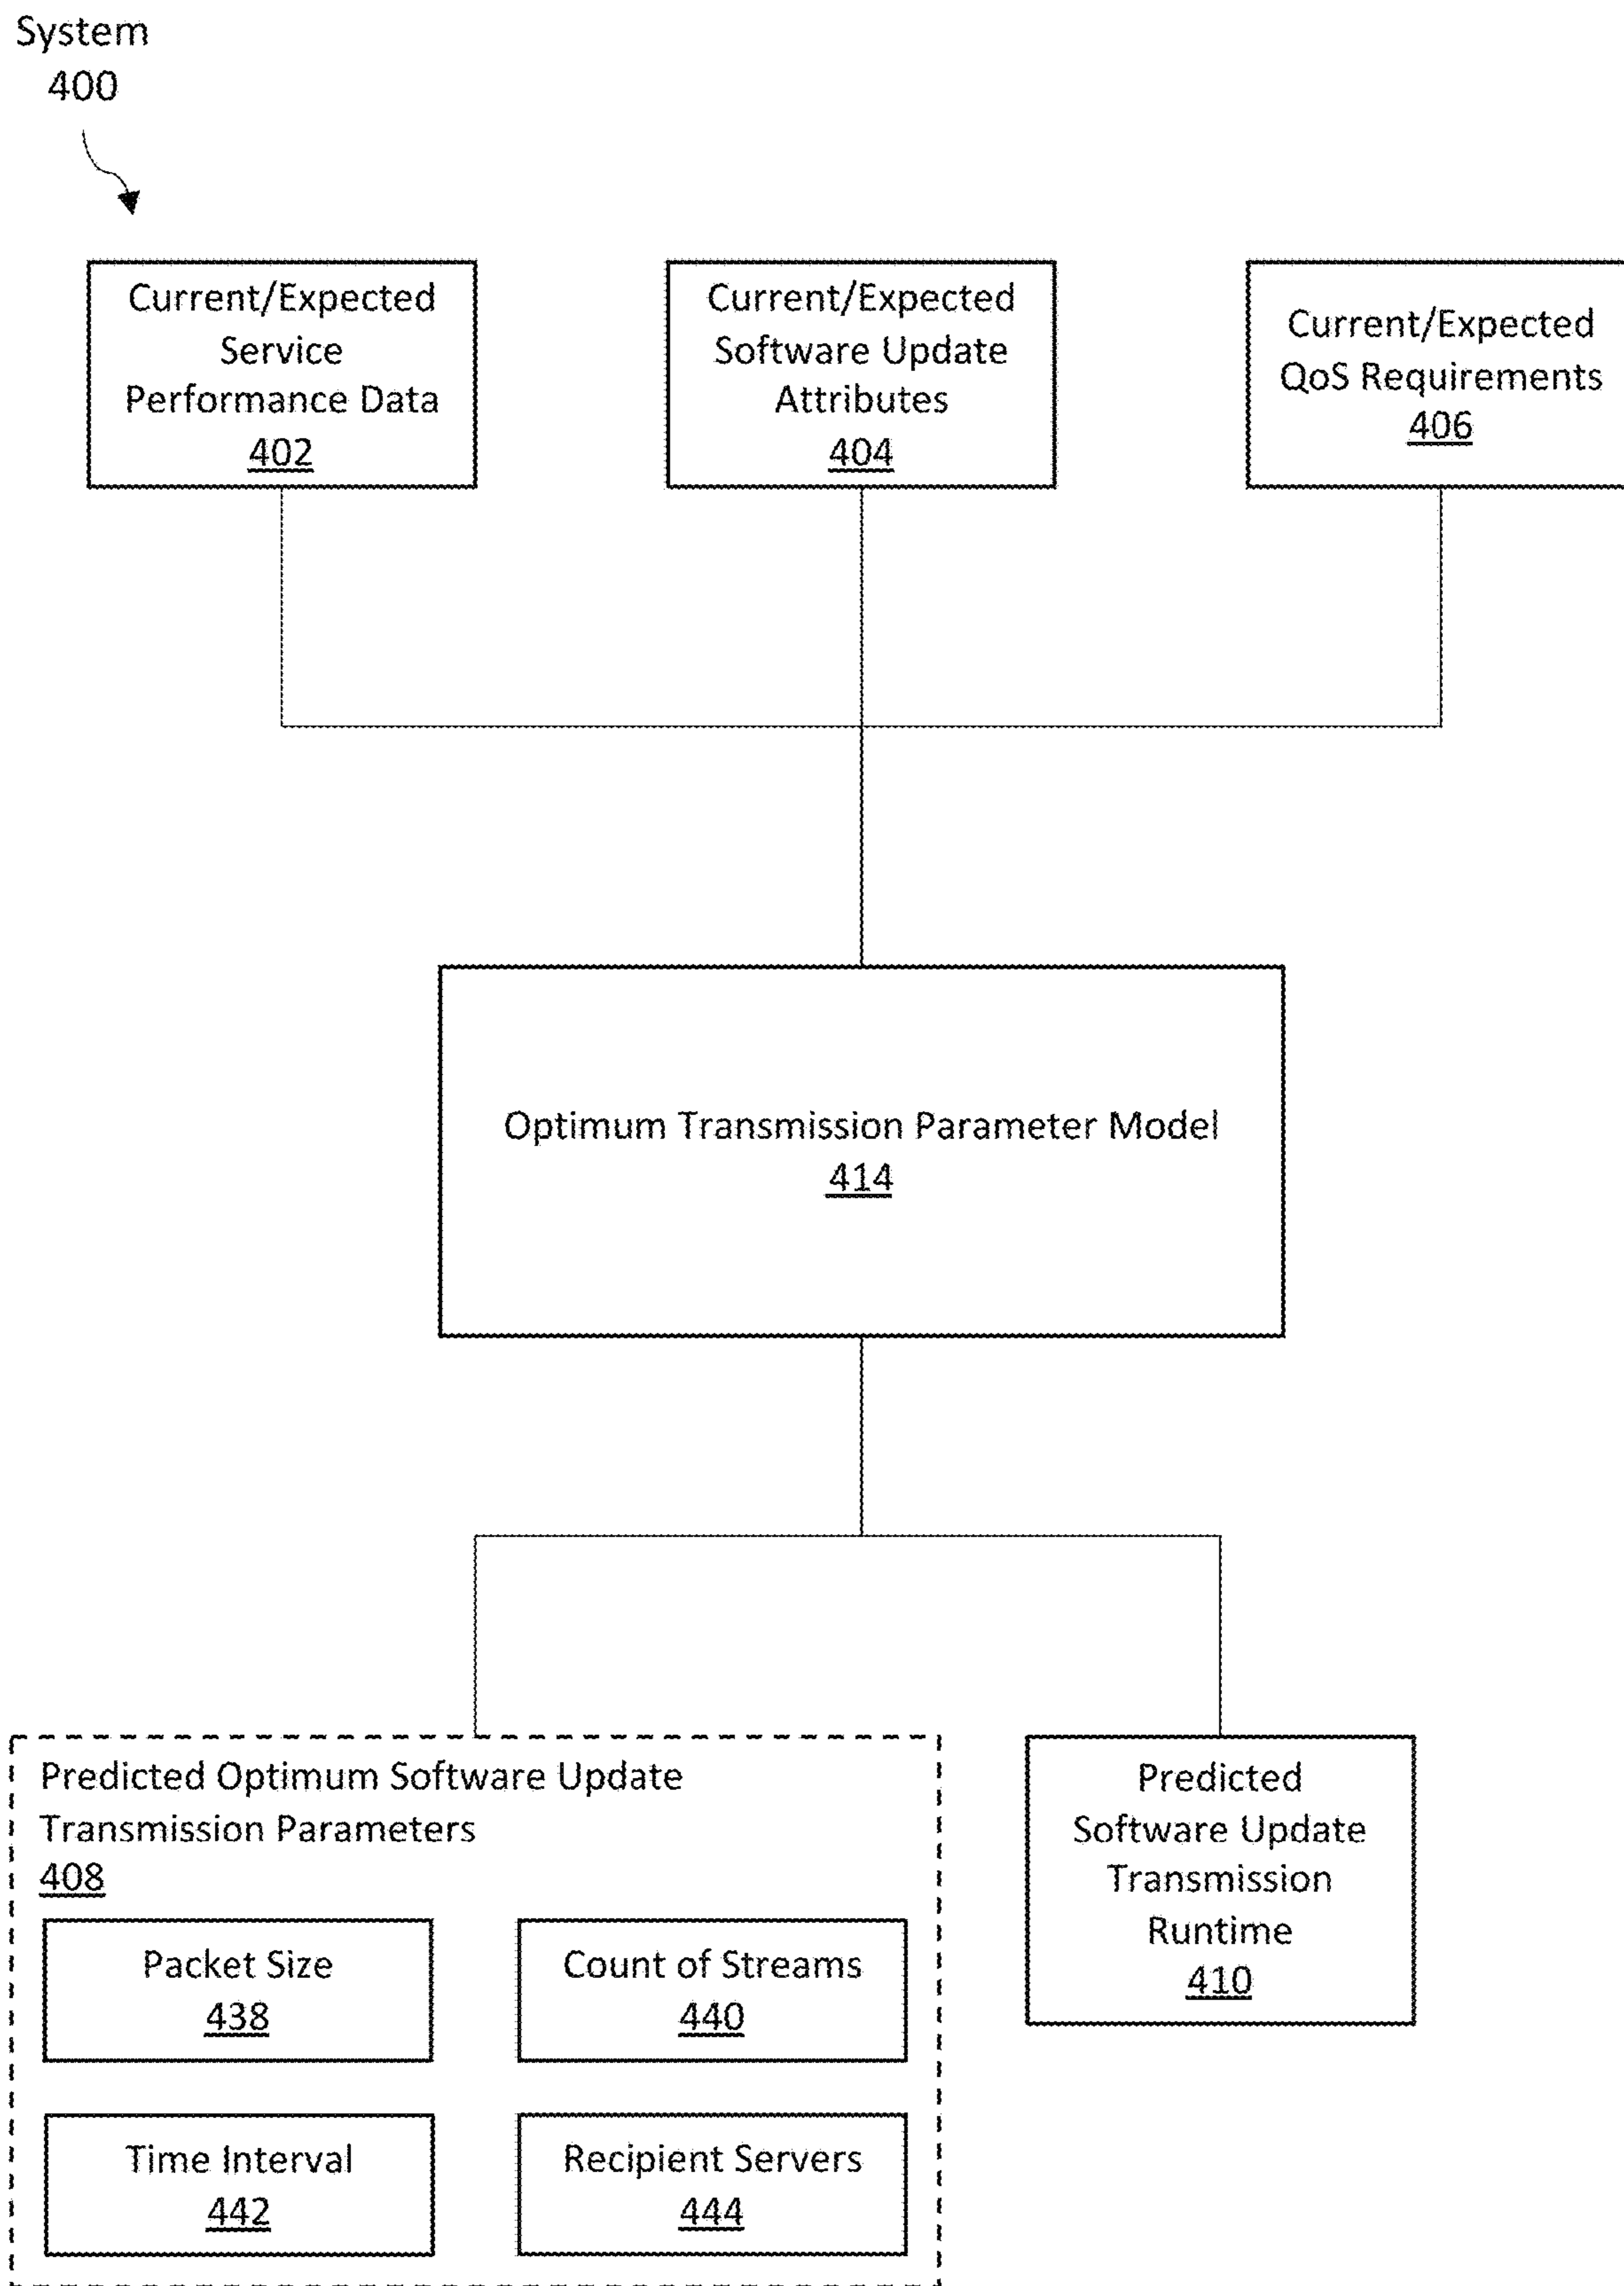 System
400
Current/Expected
Service
Performance Data
402
Current/Expected
Software Update
Attributes
404
Current/Expected
QoS Requirements
406
Optimum Transmission Parameter Model
414
Predicted Optimum Software Update
Transmission Parameters
408
Packet Size
438
Count of Streams
440
Time Interval
442
Recipient Servers
444
Predicted
Software Update
Transmission
Runtime
410